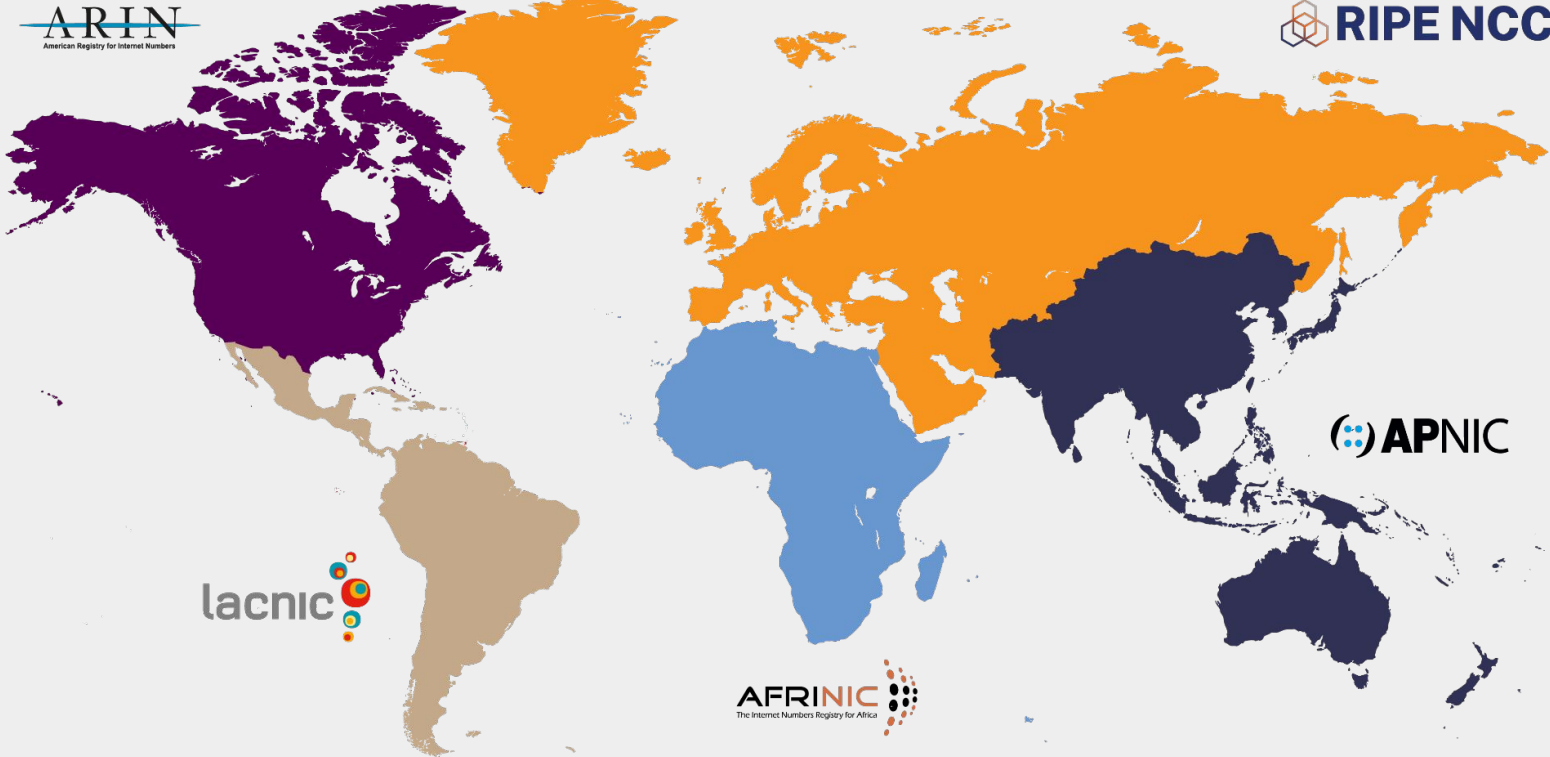 ARIN
American Registry for Internet Numbers
RIPE NCC
APNIC
lacnic
AFRINIC
The Internet Numbers Registry for Africa